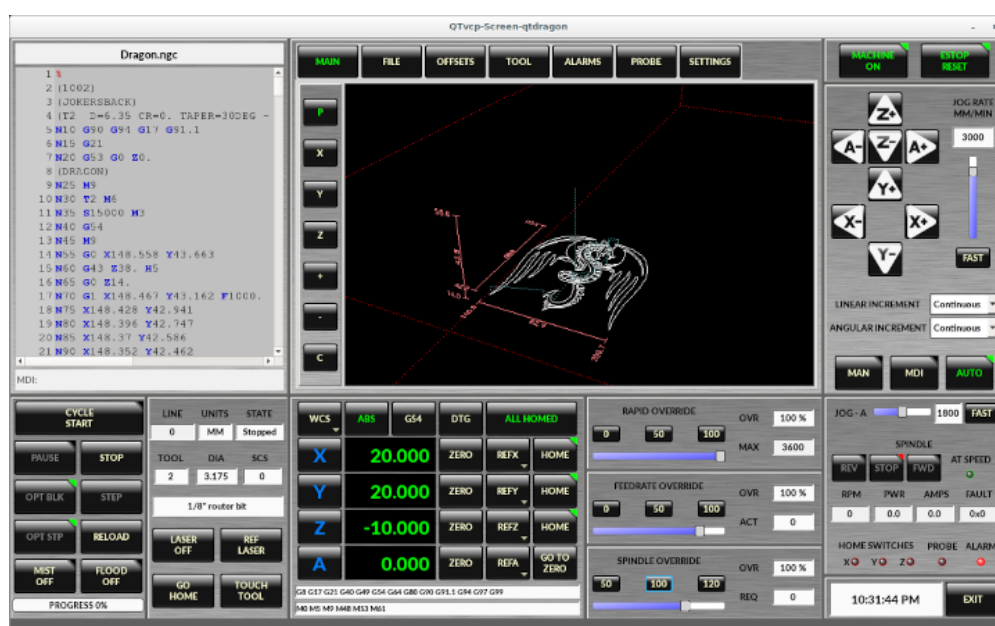 QTvcp-Screen-qtdragon
Dragon.ngc
1 %
2 (1002)
3 (JOKERSBACK)
4 (T2 D=6.35 CR=0. TAPER=30DEG -
5 N10 G90 G94 G17 G91.1
6 N15 G21
7 N20 G53 G0 Z0.
8 (DRAGON)
9 N25 M9
10 N30 T2 M6
11 N35 S15000 M3
12 N40 G54
13 N45 M9
14 N55 G0 X148.558 Y43.663
15 N60 G43 Z38. H5
16 N65 G0 Z14.
17 N70 G1 X148.467 Y43.162 F1000.
18 N75 X148.428 Y42.941
19 N80 X148.396 Y42.747
20 N85 X148.37 Y42.586
21 N90 X148.352 Y42.462
MDI:
MAIN FILE OFFSETS TOOL ALARMS PROBE SETTINGS
P
X
Y
Z
+
-
C
MACHINE ON
ESTOP RESET
JOG RATE
MM/MIN
3000
Z+
A- Z- A+
Y+
X- X+
Y-
FAST
LINEAR INCREMENT Continuous
ANGULAR INCREMENT Continuous
MAN MDI AUTO
CYCLE START
PAUSE STOP
OPT BLK STEP
OPT STP RELOAD
MIST OFF
FLOOD OFF
PROGRESS 0%
LINE UNITS STATE
0 MM Stopped
TOOL DIA SCS
2 3.175 0
1/8" router bit
LASER OFF
REF LASER
GO HOME
TOUCH TOOL
WCS ABS G54 DTG ALL HOMED
X 20.000 ZERO REFX HOME
Y 20.000 ZERO REFY HOME
Z -10.000 ZERO REFZ HOME
A 0.000 ZERO REFA GO TO ZERO
G8 G17 G21 G40 G49 G54 G64 G80 G90 G91.1 G94 G97 G99
M0 M5 M9 M48 M53 M61
RAPID OVERRIDE OVR 100 %
0 50 100
MAX 3600
FEEDRATE OVERRIDE OVR 100 %
0 50 100
ACT 0
SPINDLE OVERRIDE OVR 100 %
50 100 120
REQ 0
JOG - A 1800 FAST
SPINDLE
REV STOP FWD AT SPEED
RPM PWR AMPS FAULT
0 0.0 0.0 0x0
HOME SWITCHES PROBE ALARM
X Y Z
10:31:44 PM EXIT